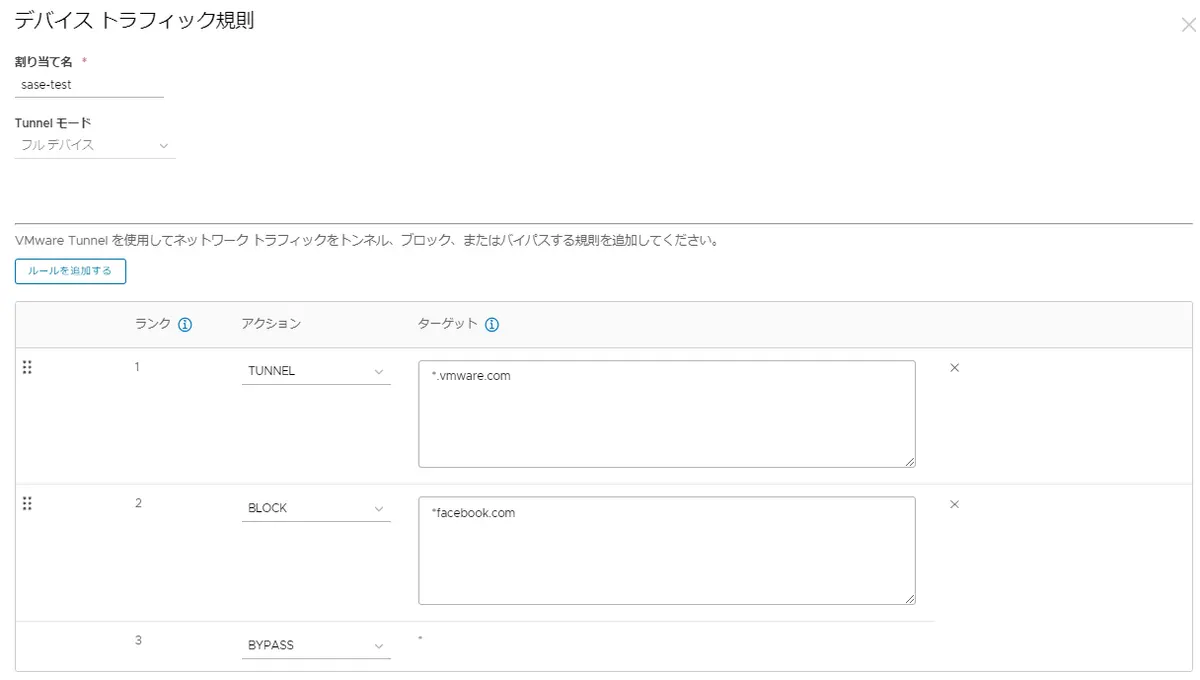 デバイス トラフィック規則
割り当て名 *
sase-test
Tunnel モード
フル デバイス
VMware Tunnel を使用してネットワーク トラフィックをトンネル、ブロック、またはバイパスする規則を追加してください。
ルールを追加する
ランク アクション ターゲット
1 TUNNEL *.vmware.com
2 BLOCK *facebook.com
3 BYPASS *